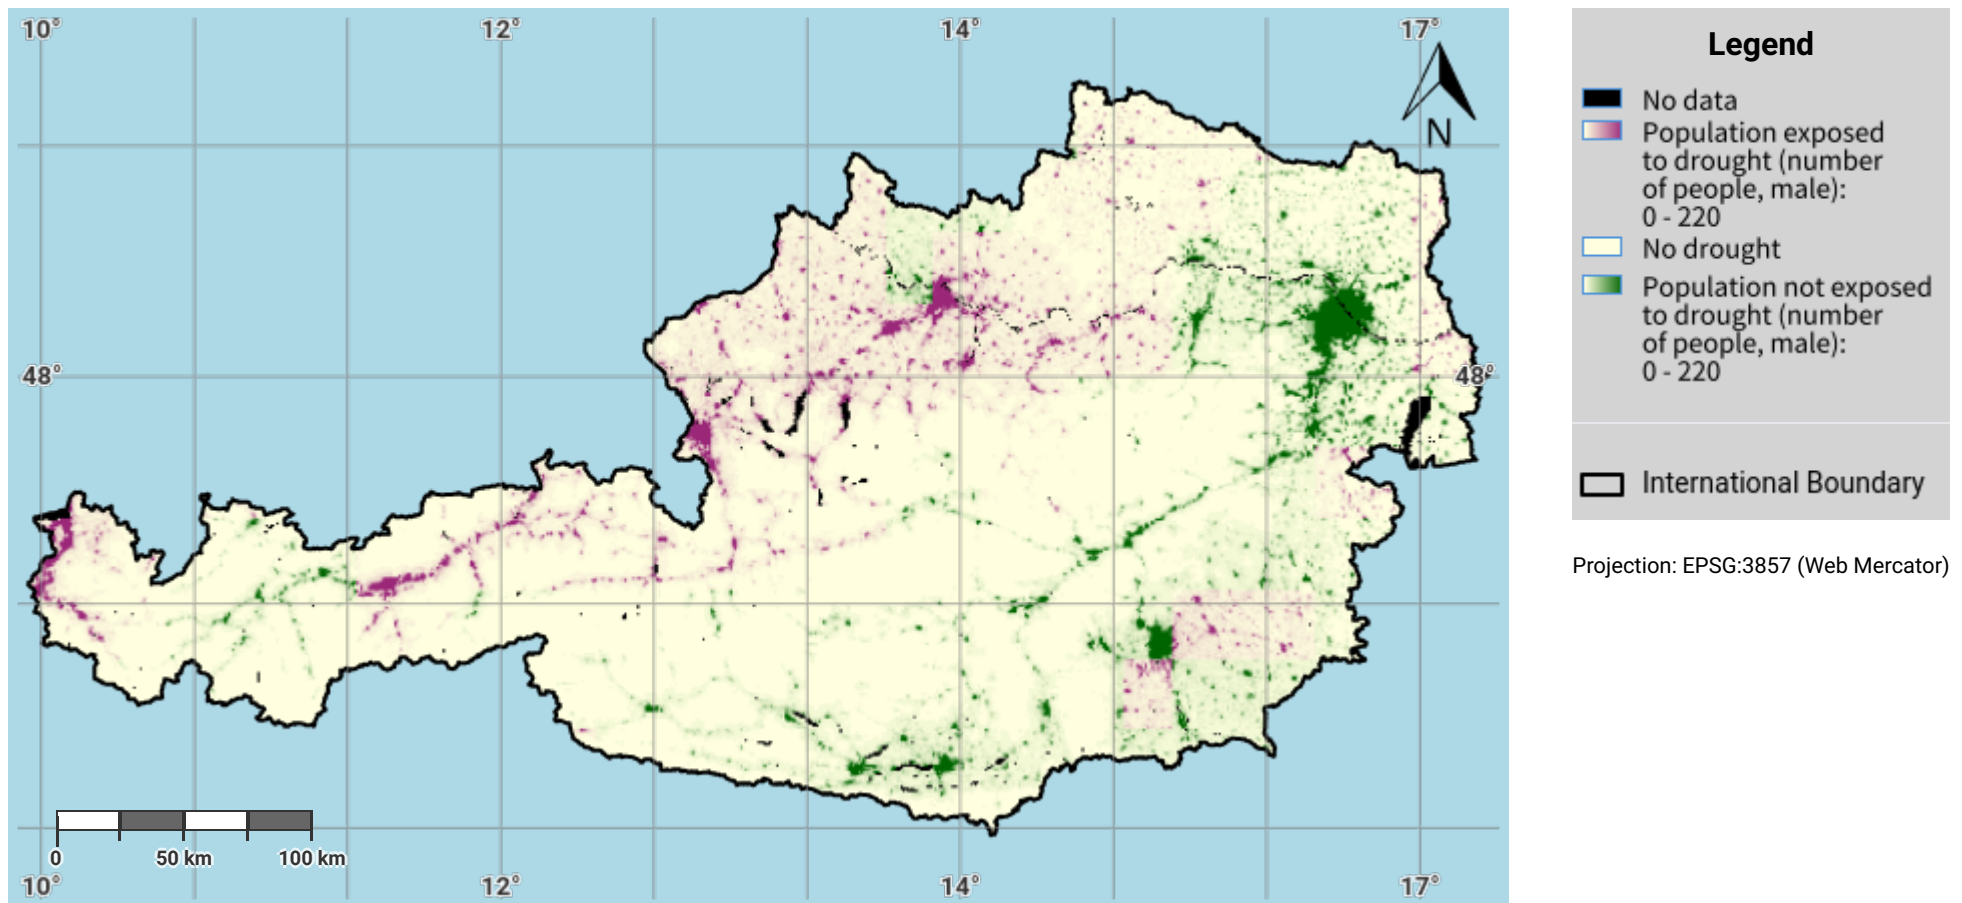 10° 12° 14° 17°
N
48° 48°
0 50 km 100 km
10° 12° 14° 17°
Legend
No data
Population exposed
to drought (number
of people, male):
0 - 220
No drought
Population not exposed
to drought (number
of people, male):
0 - 220
International Boundary
Projection: EPSG:3857 (Web Mercator)